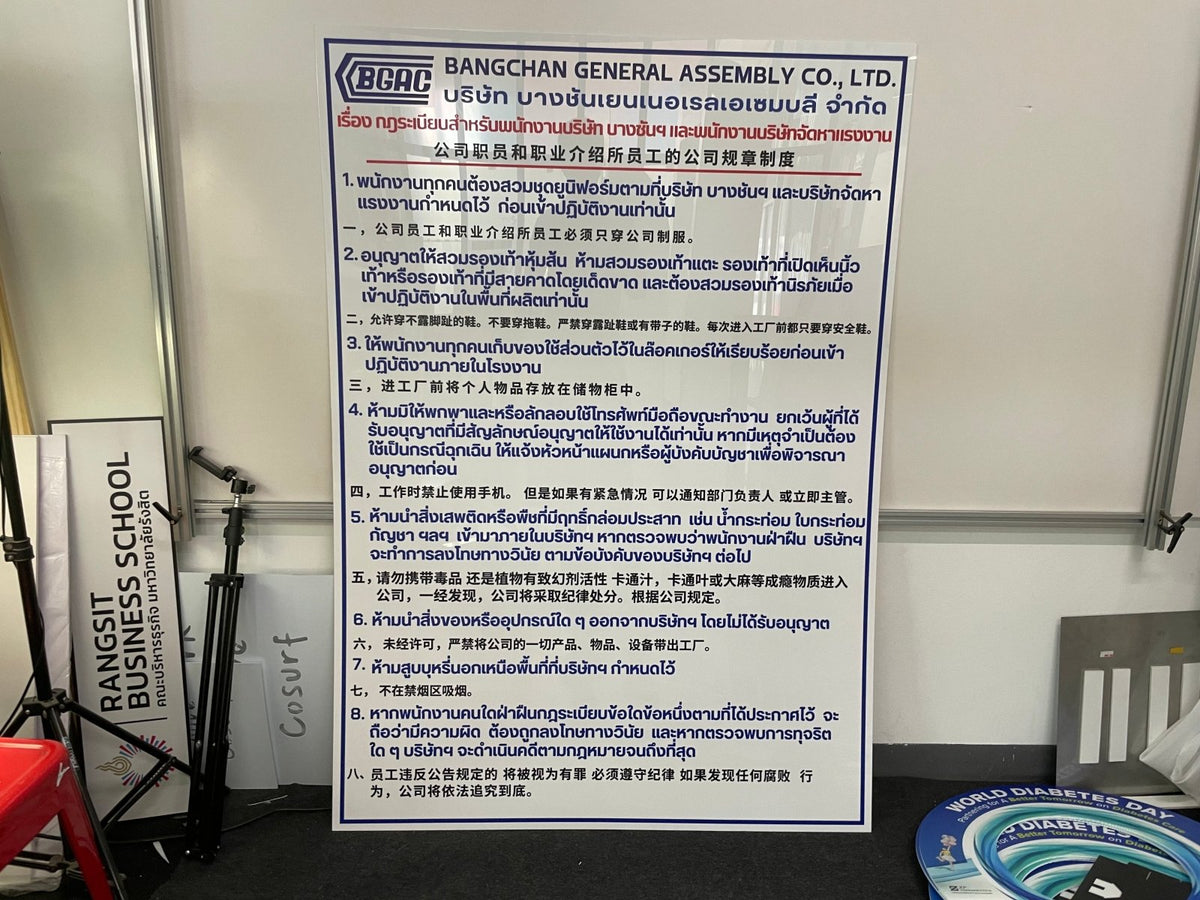 BGAC
BANGCHAN GENERAL ASSEMBLY CO., LTD.
บริษัท บางชันเยนเนอเรลเอเซมบลี จำกัด
เรื่อง กฎระเบียบสำหรับพนักงานบริษัท บางชันฯ และพนักงานบริษัทจัดหาแรงงาน
公司职员和职业介绍所员工的公司规章制度
1. พนักงานทุกคนต้องสวมชุดยูนิฟอร์มตามที่บริษัท บางชันฯ และบริษัทจัดหา
แรงงานกำหนดไว้ ก่อนเข้าปฏิบัติงานเท่านั้น
一，公司员工和职业介绍所员工必须只穿公司制服。
2. อนุญาตให้สวมรองเท้าหุ้มส้น ห้ามสวมรองเท้าแตะ รองเท้าที่เปิดเห็นนิ้ว
เท้าหรือรองเท้าที่มีสายคาดโดยเด็ดขาด และต้องสวมรองเท้านิรภัยเมื่อ
เข้าปฏิบัติงานในพื้นที่ผลิตเท่านั้น
二，允许穿不露脚趾的鞋。不要穿拖鞋。严禁穿露趾鞋或有带子的鞋。每次进入工厂前都只要穿安全鞋。
3. ให้พนักงานทุกคนเก็บของใช้ส่วนตัวไว้ในล๊อคเกอร์ให้เรียบร้อยก่อนเข้า
ปฏิบัติงานภายในโรงงาน
三，进工厂前将个人物品存放在储物柜中。
4. ห้ามมิให้พกพาและหรือลักลอบใช้โทรศัพท์มือถือขณะทำงาน ยกเว้นผู้ที่ได้
รับอนุญาตที่มีสัญลักษณ์อนุญาตให้ใช้งานได้เท่านั้น หากมีเหตุจำเป็นต้อง
ใช้เป็นกรณีฉุกเฉิน ให้แจ้งหัวหน้าแผนกหรือผู้บังคับบัญชาเพื่อพิจารณา
อนุญาตก่อน
四，工作时禁止使用手机。 但是如果有紧急情况 可以通知部门负责人 或立即主管。
5. ห้ามนำสิ่งเสพติดหรือพืชที่มีฤทธิ์กล่อมประสาท เช่น น้ำกระท่อม ใบกระท่อม
กัญชา ฯลฯ เข้ามาภายในบริษัทฯ หากตรวจพบว่าพนักงานฝ่าฝืน บริษัทฯ
จะทำการลงโทษทางวินัย ตามข้อบังคับของบริษัทฯ ต่อไป
五，请勿携带毒品 还是植物有致幻剂活性 卡通汁，卡通叶或大麻等成瘾物质进入
公司，一经发现，公司将采取纪律处分。根据公司规定。
6. ห้ามนำสิ่งของหรืออุปกรณ์ใด ๆ ออกจากบริษัทฯ โดยไม่ได้รับอนุญาต
六， 未经许可，严禁将公司的一切产品、物品、设备带出工厂。
7. ห้ามสูบบุหรี่นอกเหนือพื้นที่ที่บริษัทฯ กำหนดไว้
七， 不在禁烟区吸烟。
8. หากพนักงานคนใดฝ่าฝืนกฎระเบียบข้อใดข้อหนึ่งตามที่ได้ประกาศไว้ จะ
ถือว่ามีความผิด ต้องถูกลงโทษทางวินัย และหากตรวจพบการทุจริต
ใด ๆ บริษัทฯ จะดำเนินคดีตามกฎหมายจนถึงที่สุด
八、员工违反公告规定的 将被视为有罪 必须遵守纪律 如果发现任何腐败 行
为，公司将依法追究到底。
RANGSIT
BUSINESS SCHOOL
คณะบริหารธุรกิจ มหาวิทยาลัยรังสิต
Cosurf
WORLD DIABETES DAY
Partnering for A Better Tomorrow on Diabetes Care
DIABETES
for A Better Tomorrow on